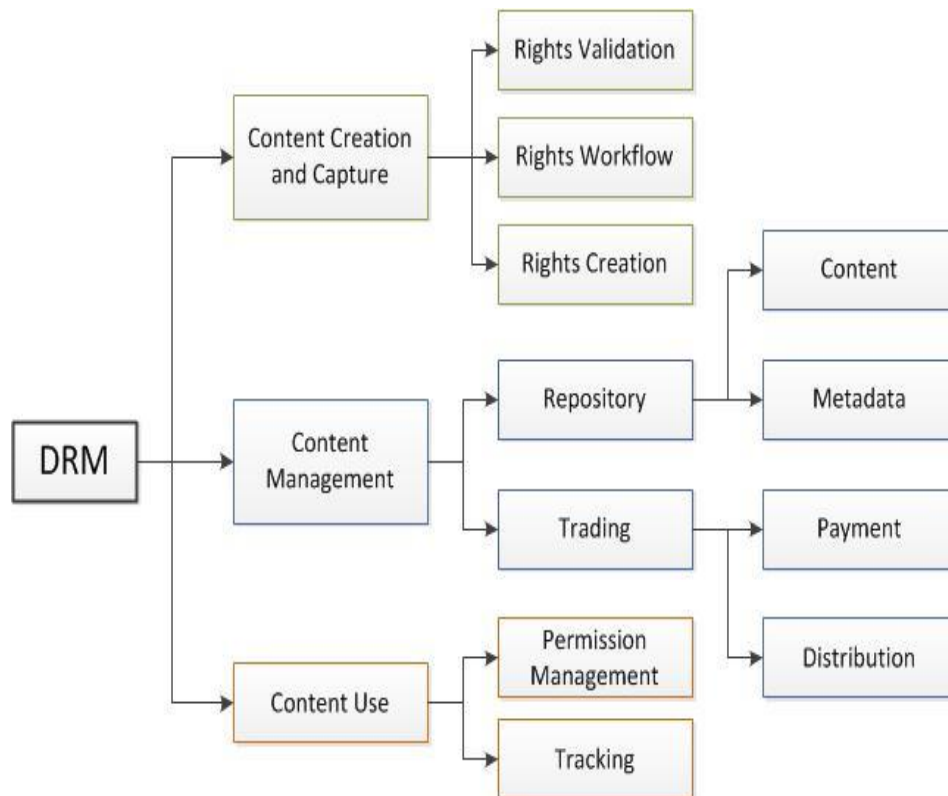 Rights Validation
Content Creation
and Capture
Rights Workflow
Rights Creation
Content
Repository
Metadata
DRM
Content
Management
Trading
Payment
Permission
Management
Distribution
Content Use
Tracking